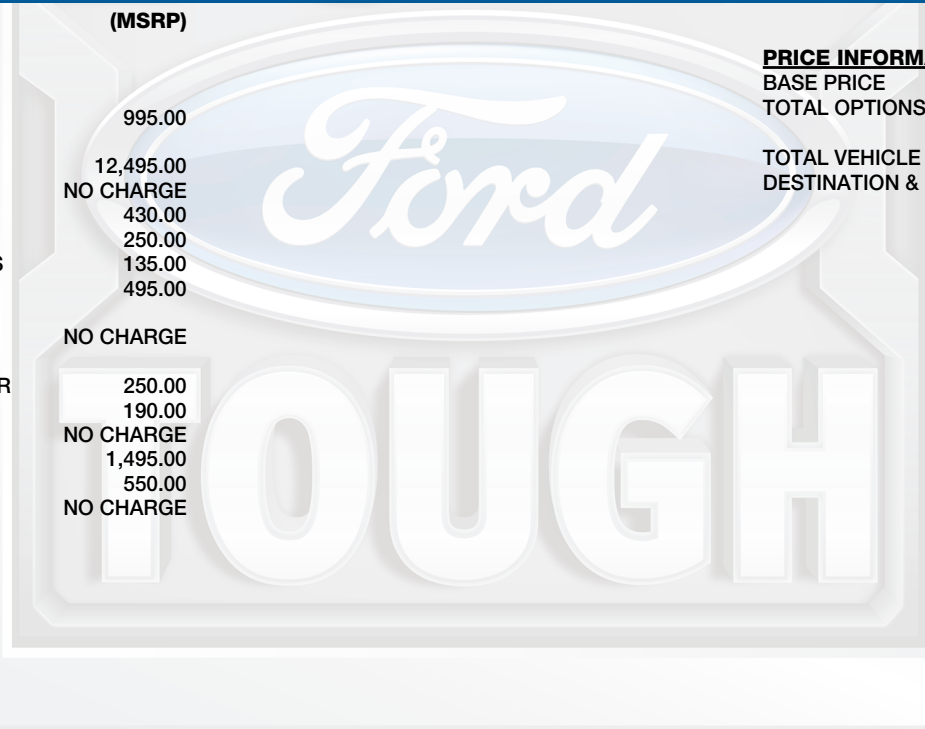 (MSRP)
995.00
12,495.00
NO CHARGE
430.00
250.00
S 135.00
495.00
NO CHARGE
R 250.00
190.00
NO CHARGE
1,495.00
550.00
NO CHARGE
PRICE INFORMA
BASE PRICE
TOTAL OPTIONS
TOTAL VEHICLE
DESTINATION &
Ford
TOUGH